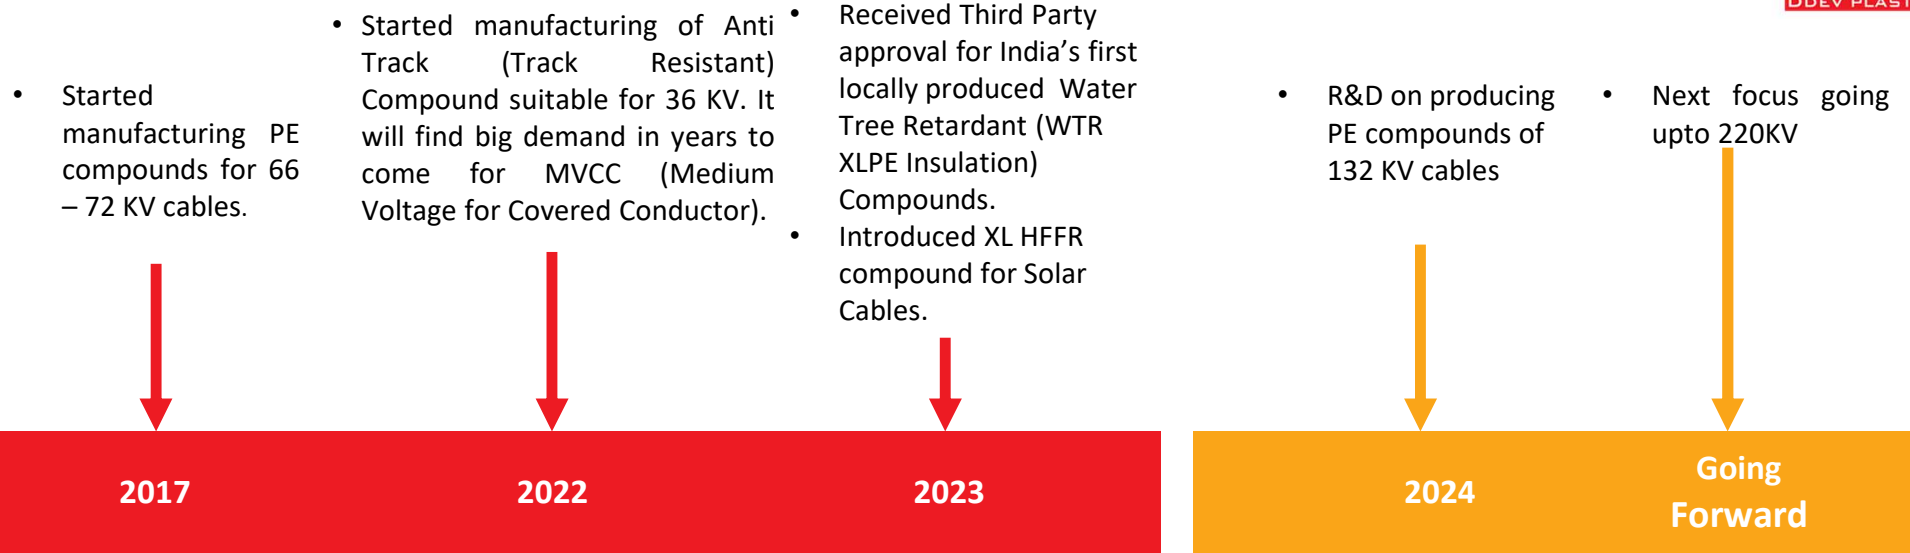 • Started
manufacturing PE
compounds for 66
– 72 KV cables.
• Started manufacturing of Anti
Track (Track Resistant)
Compound suitable for 36 KV. It
will find big demand in years to
come for MVCC (Medium
Voltage for Covered Conductor).
• Received Third Party
approval for India’s first
locally produced Water
Tree Retardant (WTR
XLPE Insulation)
Compounds.
• Introduced XL HFFR
compound for Solar
Cables.
• R&D on producing
PE compounds of
132 KV cables
• Next focus going
upto 220KV
2017
2022
2023
2024
Going
Forward